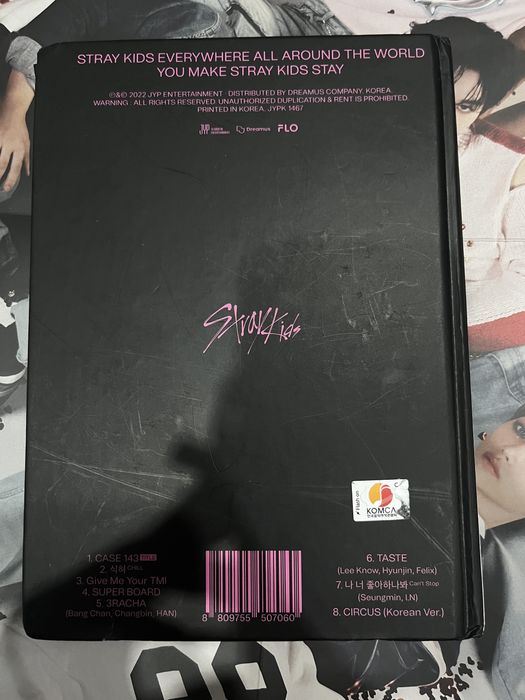 STRAY KIDS EVERYWHERE ALL AROUND THE WORLD
YOU MAKE STRAY KIDS STAY
℗&© 2022 JYP ENTERTAINMENT · DISTRIBUTED BY DREAMUS COMPANY. KOREA
WARNING : ALL RIGHTS RESERVED. UNAUTHORIZED DUPLICATION & RENT IS PROHIBITED.
PRINTED IN KOREA. JYPK 1467
JYP Dreamus FLO
Stray Kids
Flash on
KOMCA
1. CASE 143 TITLE
2. 식어 CHILL
3. Give Me Your TMI
4. SUPER BOARD
5. 3RACHA
(Bang Chan, Changbin, HAN)
8 809755 507060
6. TASTE
(Lee Know, Hyunjin, Felix)
7. 나 너 좋아하나봐 Can't Stop
(Seungmin, I.N)
8. CIRCUS (Korean Ver.)